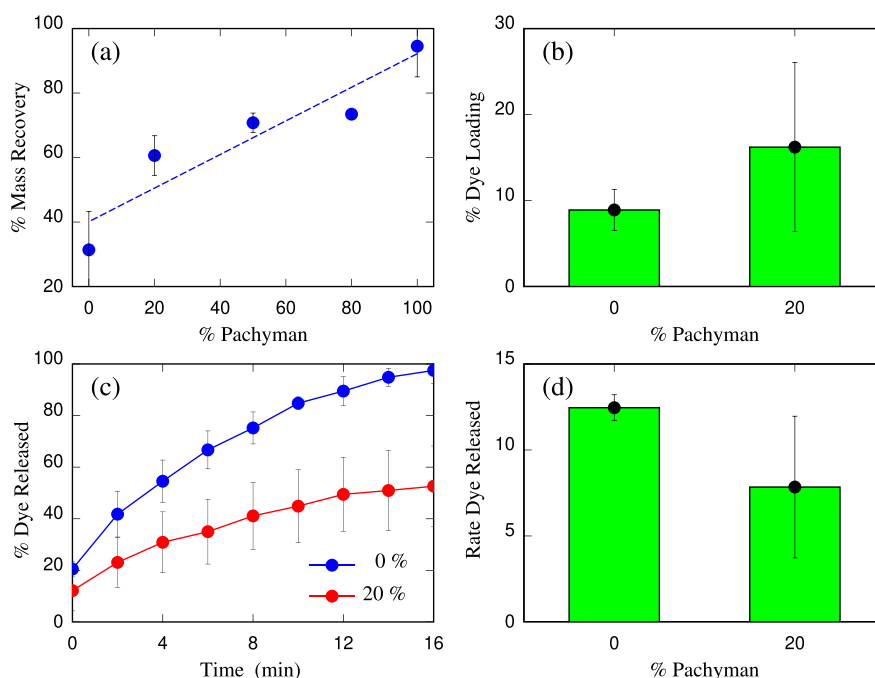 (a)
% Mass Recovery
100
80
60
40
20
0 20 40 60 80 100
% Pachyman
(b)
% Dye Loading
30
20
10
0
0 20
% Pachyman
(c)
% Dye Released
100
80
60
40
20
0
0 %
20 %
0 4 8 12 16
Time (min)
(d)
Rate Dye Released
15
10
5
0
0 20
% Pachyman